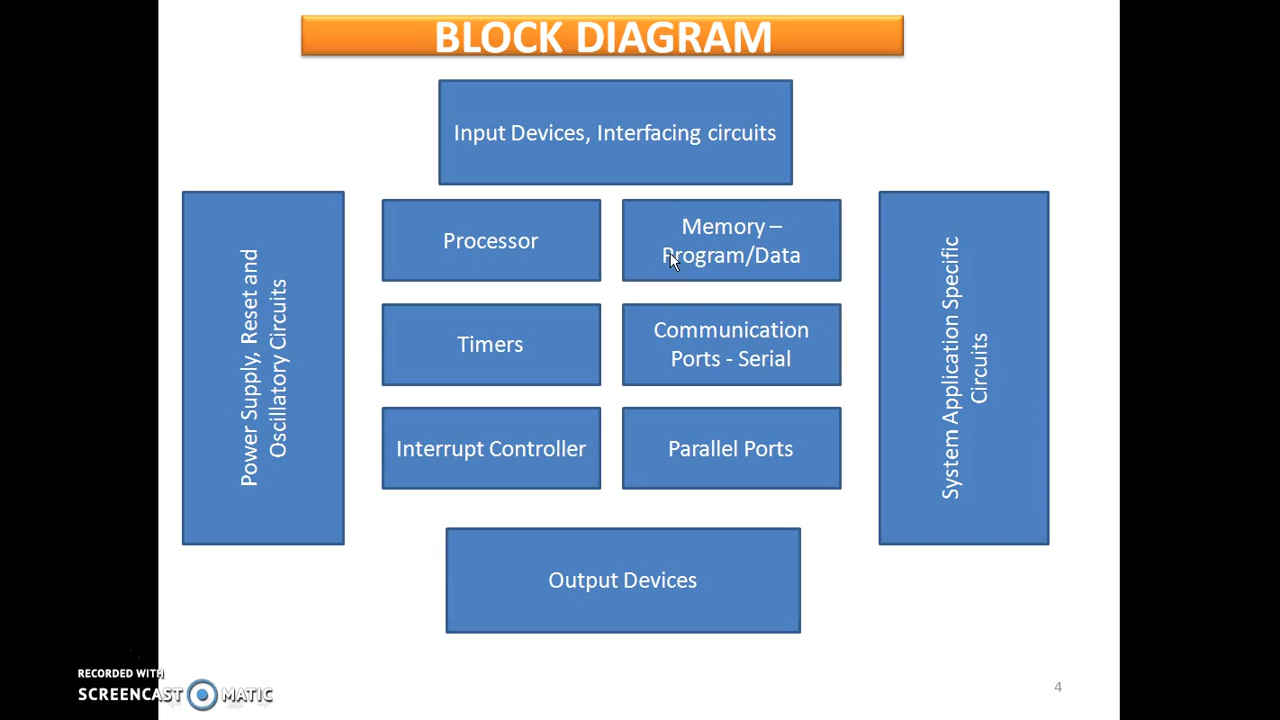 BLOCK DIAGRAM
Input Devices, Interfacing circuits
Power Supply, Reset and
Oscillatory Circuits
Processor
Memory –
Program/Data
Timers
Communication
Ports - Serial
Interrupt Controller
Parallel Ports
System Application Specific
Circuits
Output Devices
RECORDED WITH
SCREENCAST MATIC
4